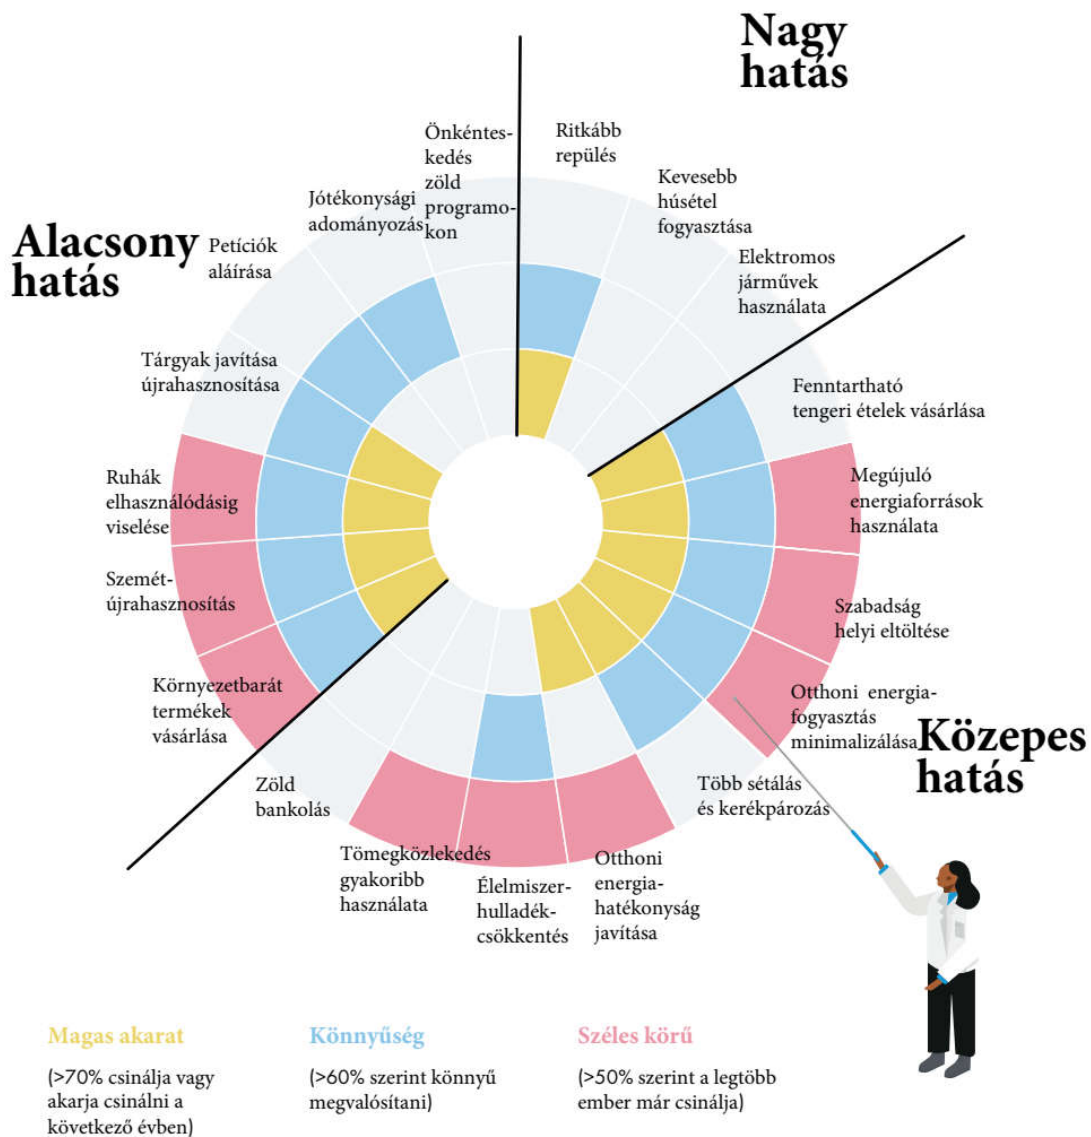 Nagy
hatás
Önkéntes-
kedés
zöld
programo-
kon
Ritkább
repülés
Kevesebb
húsétel
fogyasztása
Jótékonysági
adományozás
Alacsony
hatás
Petíciók
aláírása
Elektromos
járművek
használata
Tárgyak javítása
újrahasznosítása
Fenntartható
tengeri ételek vásárlása
Ruhák
elhasználódásig
viselése
Megújuló
energiaforrások
használata
Szemét-
újrahasznosítás
Szabadság
helyi eltöltése
Környezetbarát
termékek
vásárlása
Otthoni energia-
fogyasztás
minimalizálása
Közepes
hatás
Zöld
bankolás
Több sétálás
és kerékpározás
Tömegközlekedés
gyakoribb
használata
Élelmiszer-
hulladék-
csökkentés
Otthoni
energia-
hatékonyság
javítása
Magas akarat
(>70% csinálja vagy
akarja csinálni a
következő évben)
Könnyűség
(>60% szerint könnyű
megvalósítani)
Széles körű
(>50% szerint a legtöbb
ember már csinálja)